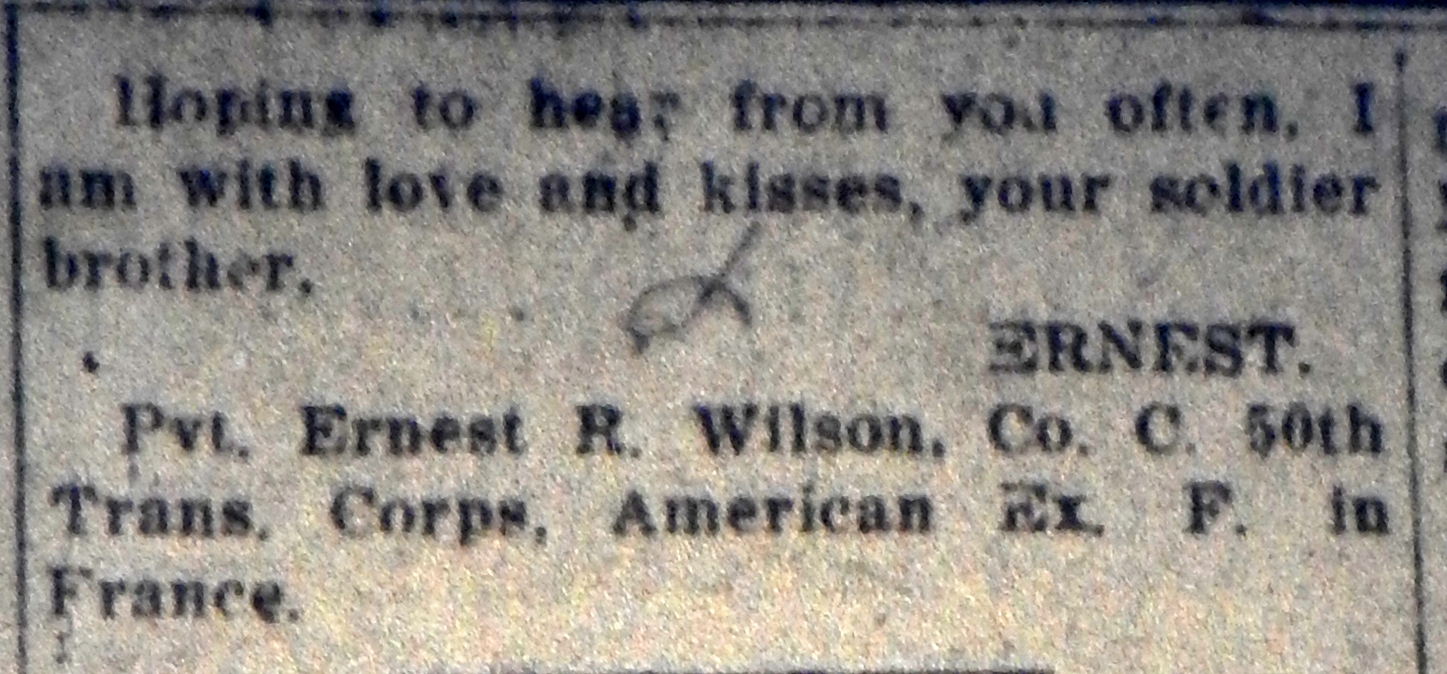 Hoping to hear from you often, I
am with love and kisses, your soldier
brother.
ERNEST.
Pvt. Ernest R. Wilson, Co. C. 50th
Trans. Corps, American Ex. F. in
France.